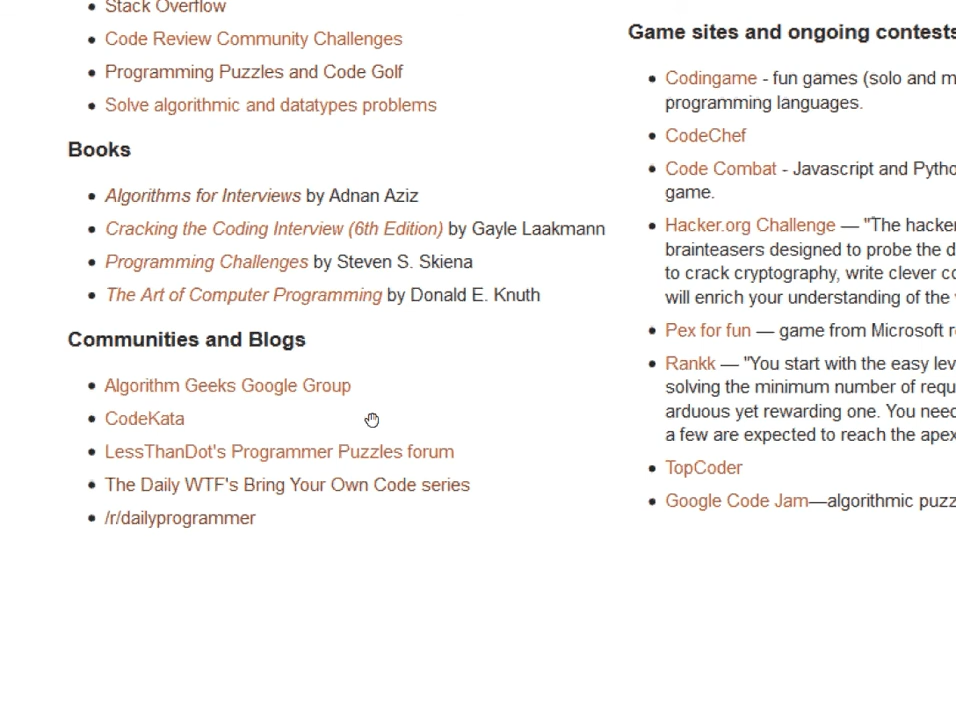 Stack Overflow
Code Review Community Challenges
Programming Puzzles and Code Golf
Solve algorithmic and datatypes problems
Books
Algorithms for Interviews by Adnan Aziz
Cracking the Coding Interview (6th Edition) by Gayle Laakmann
Programming Challenges by Steven S. Skiena
The Art of Computer Programming by Donald E. Knuth
Communities and Blogs
Algorithm Geeks Google Group
CodeKata
LessThanDot's Programmer Puzzles forum
The Daily WTF's Bring Your Own Code series
/r/dailyprogrammer
Game sites and ongoing contests
Codingame - fun games (solo and m
programming languages.
CodeChef
Code Combat - Javascript and Pytho
game.
Hacker.org Challenge — "The hacker
brainteasers designed to probe the d
to crack cryptography, write clever co
will enrich your understanding of the
Pex for fun — game from Microsoft re
Rankk — "You start with the easy lev
solving the minimum number of requ
arduous yet rewarding one. You need
a few are expected to reach the apex
TopCoder
Google Code Jam—algorithmic puzz